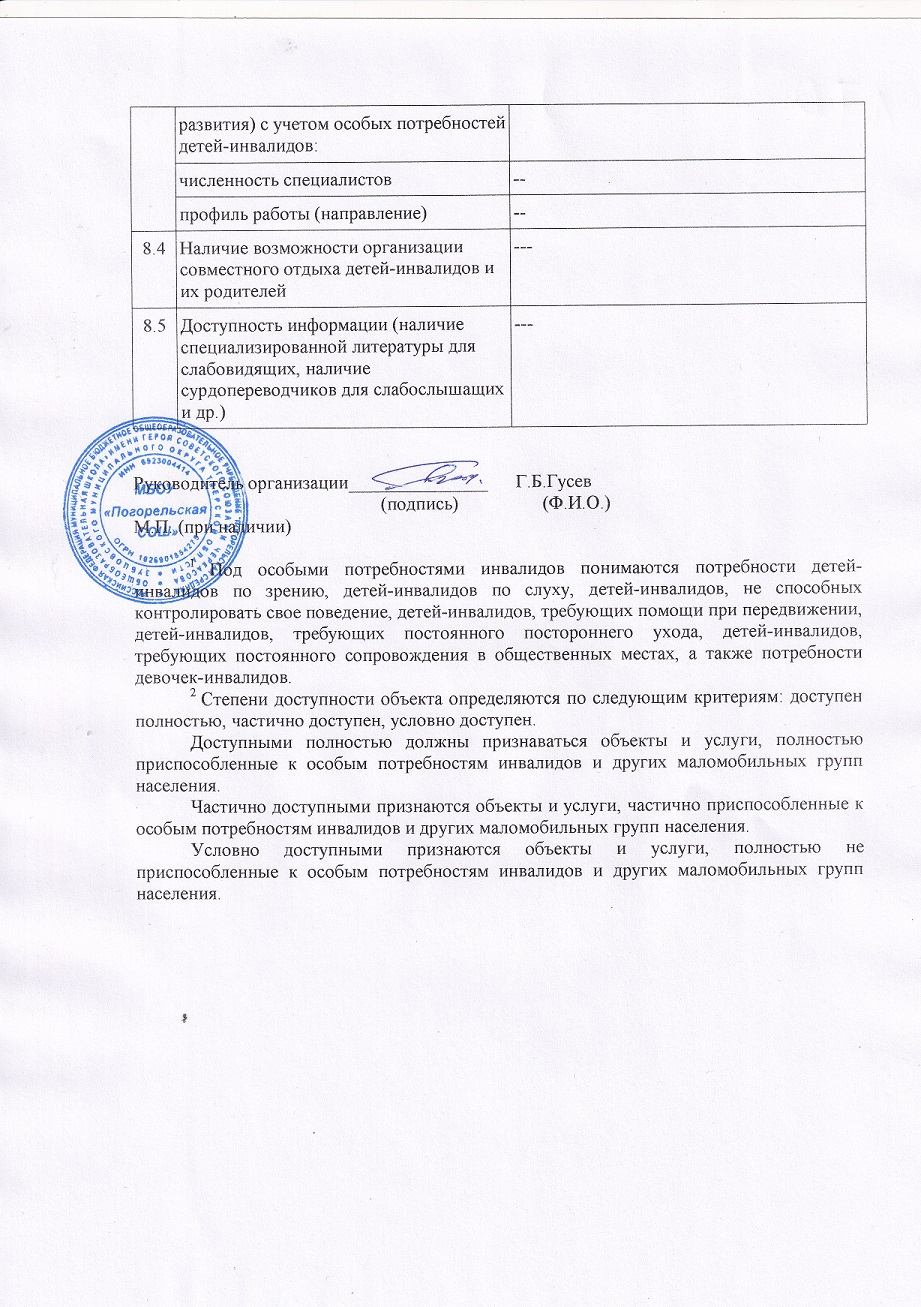 развития) с учетом особых потребностей
детей-инвалидов:
численность специалистов --
профиль работы (направление) --
8.4 Наличие возможности организации ---
совместного отдыха детей-инвалидов и
их родителей
8.5 Доступность информации (наличие ---
специализированной литературы для
слабовидящих, наличие
сурдопереводчиков для слабослышащих
и др.)
ИНН 6923004414
МБОУ
«Погорельская
СОШ»
Руководитель организации_______________ Г.Б.Гусев
(подпись) (Ф.И.О.)
М.П. (при наличии)
1 Под особыми потребностями инвалидов понимаются потребности детей-
инвалидов по зрению, детей-инвалидов по слуху, детей-инвалидов, не способных
контролировать свое поведение, детей-инвалидов, требующих помощи при передвижении,
детей-инвалидов, требующих постоянного постороннего ухода, детей-инвалидов,
требующих постоянного сопровождения в общественных местах, а также потребности
девочек-инвалидов.
2 Степени доступности объекта определяются по следующим критериям: доступен
полностью, частично доступен, условно доступен.
Доступными полностью должны признаваться объекты и услуги, полностью
приспособленные к особым потребностям инвалидов и других маломобильных групп
населения.
Частично доступными признаются объекты и услуги, частично приспособленные к
особым потребностям инвалидов и других маломобильных групп населения.
Условно доступными признаются объекты и услуги, полностью не
приспособленные к особым потребностям инвалидов и других маломобильных групп
населения.